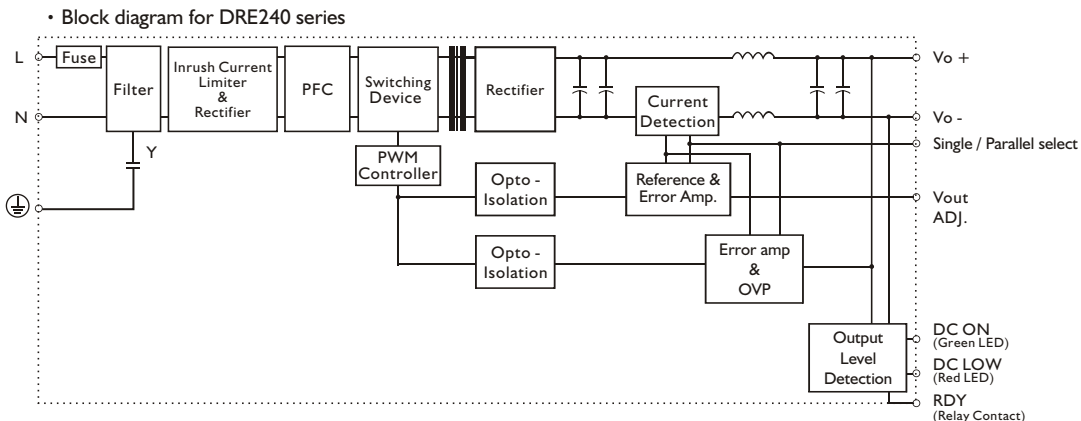 • Block diagram for DRE240 series
L
Fuse
Filter
Inrush Current
Limiter
&
Rectifier
PFC
Switching
Device
Rectifier
Current
Detection
Vo +
N
Vo -
Y
Single / Parallel select
PWM
Controller
Opto -
Isolation
Reference &
Error Amp.
Vout
ADJ.
Opto -
Isolation
Error amp
&
OVP
Output
Level
Detection
DC ON
(Green LED)
DC LOW
(Red LED)
RDY
(Relay Contact)